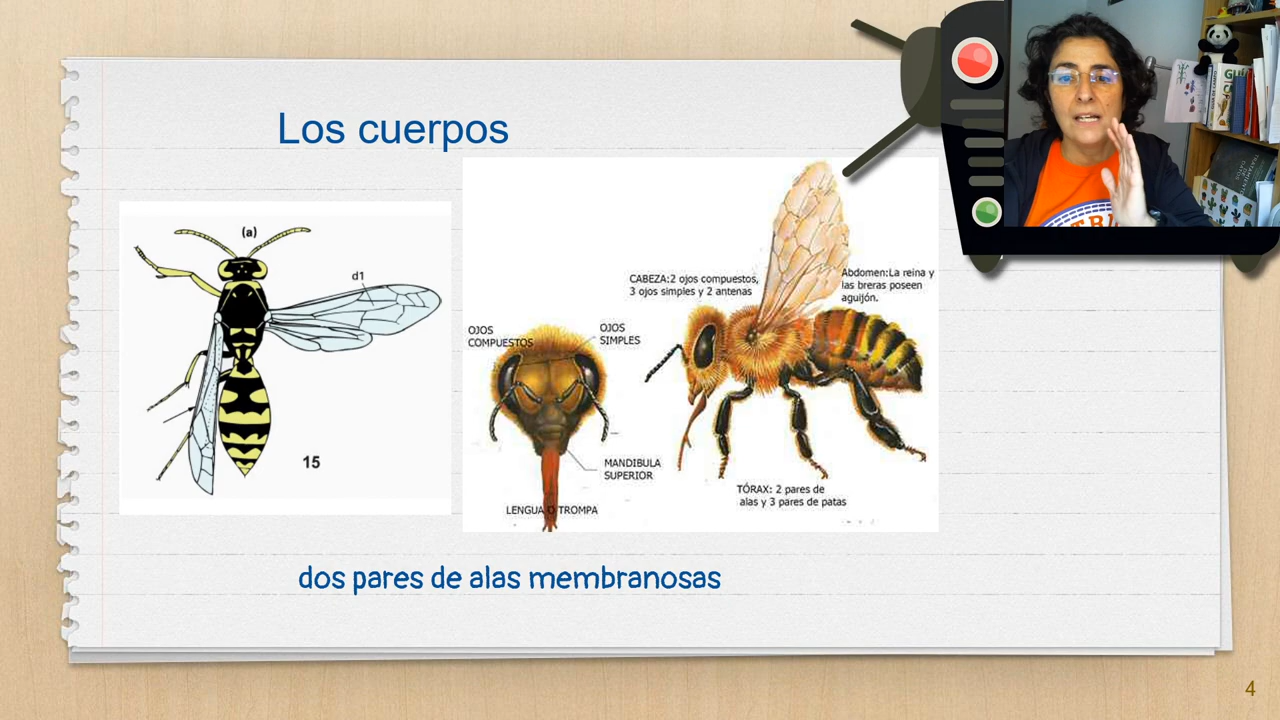 Los cuerpos
(a)
d1
15
OJOS
COMPUESTOS
OJOS
SIMPLES
MANDIBULA
SUPERIOR
LENGUA O TROMPA
CABEZA:2 ojos compuestos,
3 ojos simples y 2 antenas
Abdomen:La reina y
las breras poseen
aguijón.
TÓRAX: 2 pares de
alas y 3 pares de patas
dos pares de alas membranosas
4